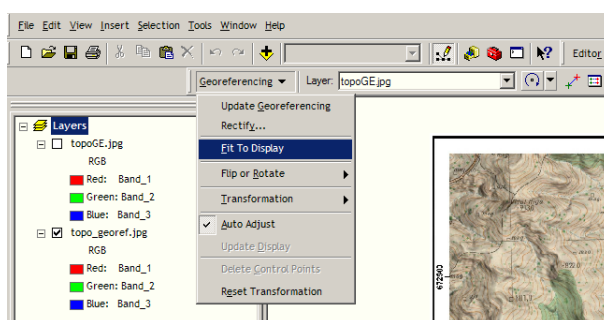 File Edit View Insert Selection Tools Window Help
Editor
Georeferencing Layer: topoGE.jpg
Update Georeferencing
Rectify...
Fit To Display
Flip or Rotate
Transformation
Auto Adjust
Update Display
Delete Control Points
Reset Transformation
Layers
topoGE.jpg
RGB
Red: Band_1
Green: Band_2
Blue: Band_3
topo_georef.jpg
RGB
Red: Band_1
Green: Band_2
Blue: Band_3